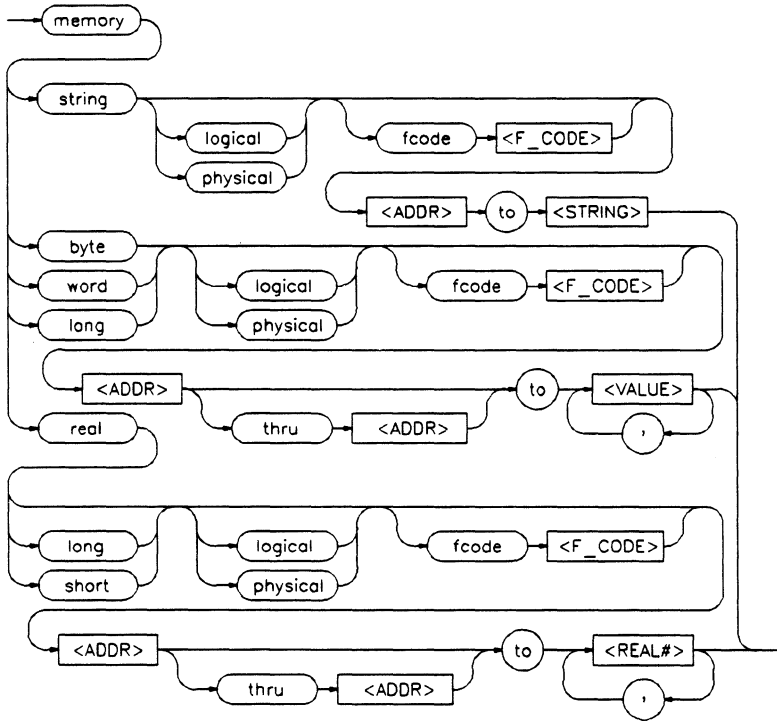 memory
string
logical
fcode <F_CODE>
physical
<ADDR> to <STRING>
byte
word logical fcode <F_CODE>
long physical
<ADDR> to <VALUE>
real thru <ADDR> ,
long logical fcode <F_CODE>
short physical
<ADDR> to <REAL#>
thru <ADDR> ,